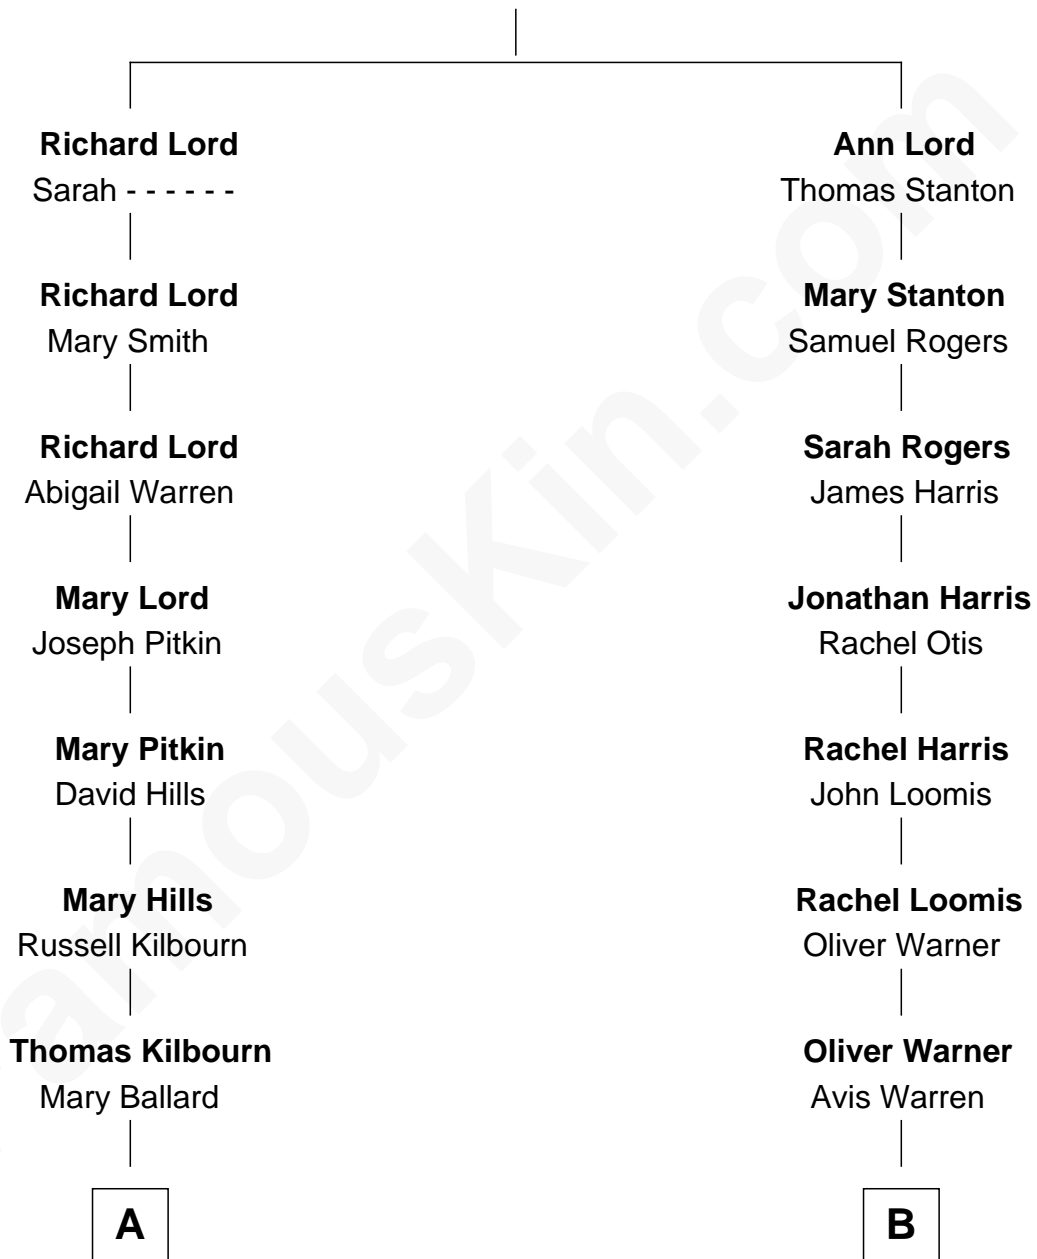 Richard Lord
Sarah - - - - - -
Ann Lord
Thomas Stanton
Richard Lord
Mary Smith
Mary Stanton
Samuel Rogers
Richard Lord
Abigail Warren
Sarah Rogers
James Harris
Mary Lord
Joseph Pitkin
Jonathan Harris
Rachel Otis
Mary Pitkin
David Hills
Rachel Harris
John Loomis
Mary Hills
Russell Kilbourn
Rachel Loomis
Oliver Warner
Thomas Kilbourn
Mary Ballard
Oliver Warner
Avis Warren
A
B
amouskin.com